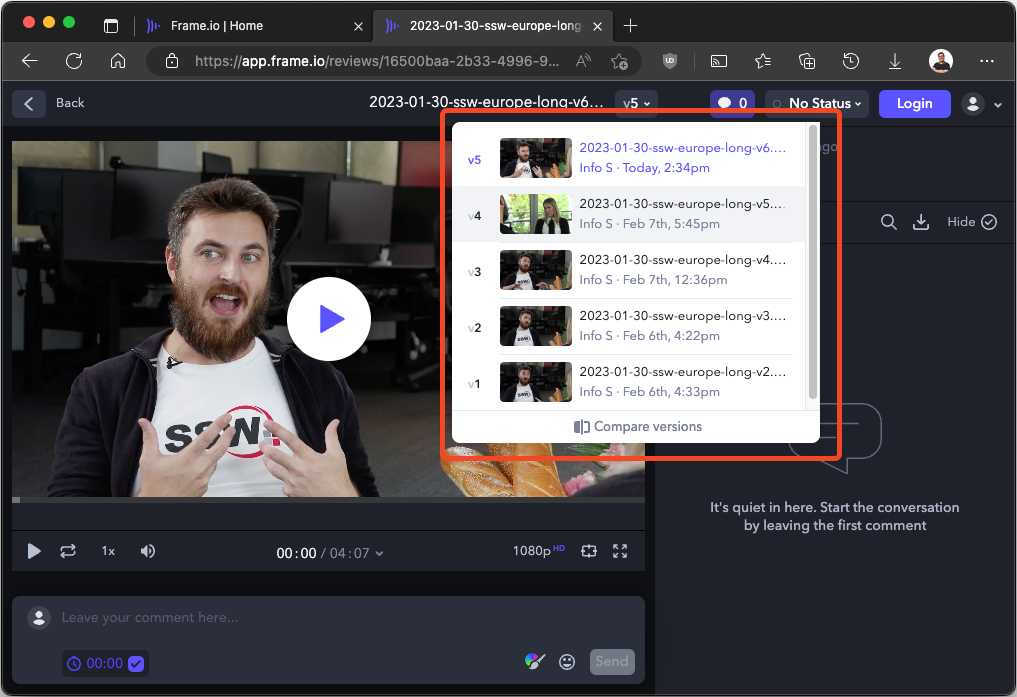 Frame.io | Home
2023-01-30-ssw-europe-long-
https://app.frame.io/reviews/16500baa-2b33-4996-9...
Back
2023-01-30-ssw-europe-long-v6...
v5
0
No Status
Login
ago
v5
2023-01-30-ssw-europe-long-v6....
Info S · Today, 2:34pm
v4
2023-01-30-ssw-europe-long-v5....
Info S · Feb 7th, 5:45pm
v3
2023-01-30-ssw-europe-long-v4....
Info S · Feb 7th, 12:36pm
v2
2023-01-30-ssw-europe-long-v3....
Info S · Feb 6th, 4:22pm
v1
2023-01-30-ssw-europe-long-v2....
Info S · Feb 6th, 4:33pm
Compare versions
Hide
SSW
It's quiet in here. Start the conversation
by leaving the first comment
1x
00:00 / 04:07
1080p HD
Leave your comment here...
00:00
Send